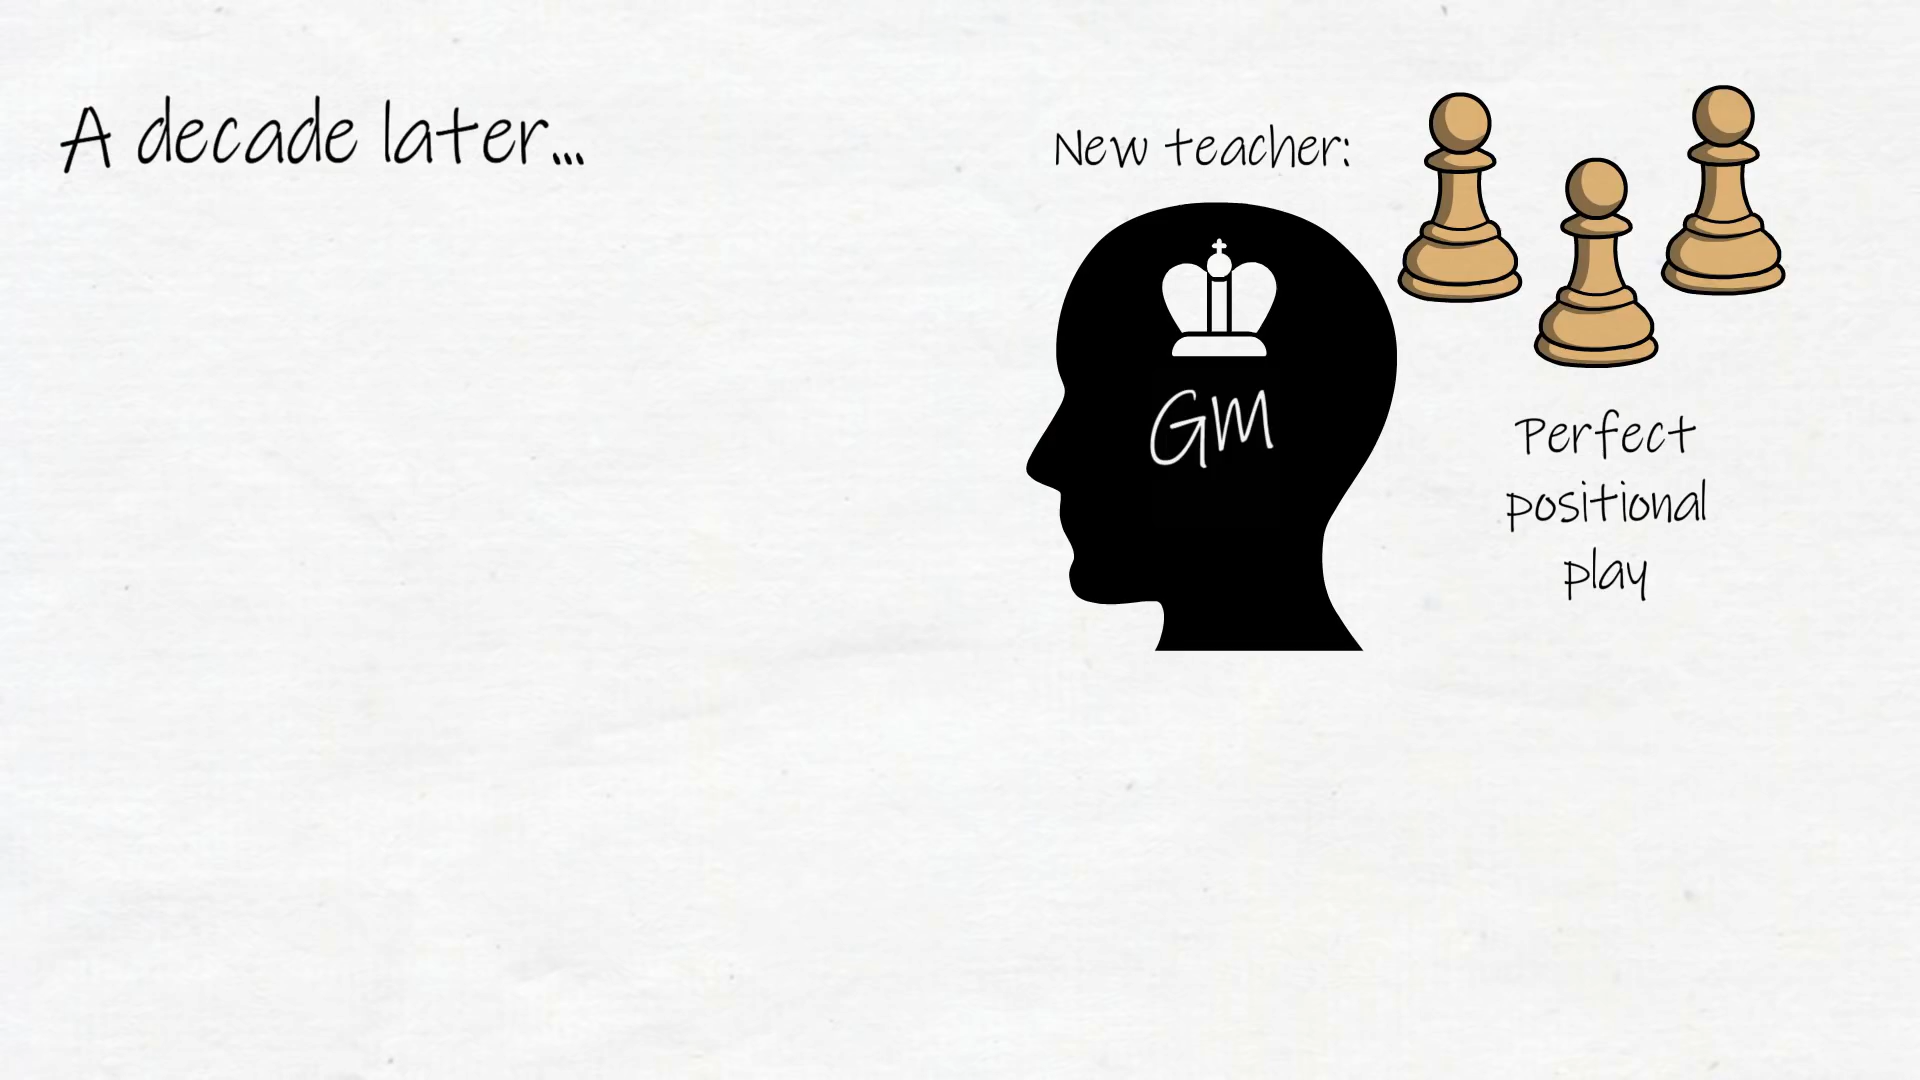 A decade later...
New teacher:
GM
Perfect
positional
play